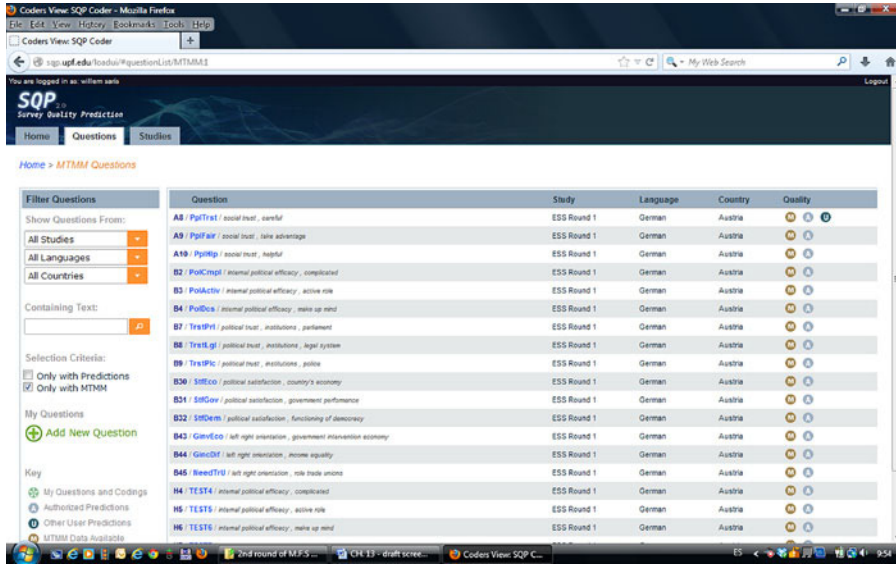 Coders View: SQP Coder - Mozilla Firefox
File Edit View History Bookmarks Tools Help
Coders View: SQP Coder +
sqp.upf.edu/loadui/#questionList/MTMM:1 My Web Search
You are logged in as: willem saris Logout
SQP 2.0
Survey Quality Prediction
Home Questions Studies
Home > MTMM Questions
Filter Questions
Show Questions From:
All Studies
All Languages
All Countries
Containing Text:
Selection Criteria:
Only with Predictions
Only with MTMM
My Questions
Add New Question
Key
My Questions and Codings
Authorized Predictions
Other User Predictions
MTMM Data Available
Question Study Language Country Quality
A8 / PplTrst / social trust , careful ESS Round 1 German Austria M A U
A9 / PplFair / social trust , take advantage ESS Round 1 German Austria M A
A10 / PplHlp / social trust , helpful ESS Round 1 German Austria M A
B2 / PolCmpl / internal political efficacy , complicated ESS Round 1 German Austria M A
B3 / PolActiv / internal political efficacy , active role ESS Round 1 German Austria M A
B4 / PolDcs / internal political efficacy , make up mind ESS Round 1 German Austria M A
B7 / TrstPrl / political trust , institutions , parliament ESS Round 1 German Austria M A
B8 / TrstLgl / political trust , institutions , legal system ESS Round 1 German Austria M A
B9 / TrstPlc / political trust , institutions , police ESS Round 1 German Austria M A
B30 / StfEco / political satisfaction , country's economy ESS Round 1 German Austria M A
B31 / StfGov / political satisfaction , government perfomance ESS Round 1 German Austria M A
B32 / StfDem / political satisfaction , functioning of democracy ESS Round 1 German Austria M A
B43 / GinvEco / left right orientation , government intervention economy ESS Round 1 German Austria M A
B44 / GincDif / left right orientation , income equality ESS Round 1 German Austria M A
B45 / NeedTrU / left right orientation , role trade unions ESS Round 1 German Austria M A
H4 / TEST4 / internal political efficacy , complicated ESS Round 1 German Austria M A
H5 / TEST5 / internal political efficacy , active role ESS Round 1 German Austria M A
H6 / TEST6 / internal political efficacy , make up mind ESS Round 1 German Austria M A
2nd round of M.F.S ... CH. 13 - draft scree... Coders View: SQP C... ES 9:54